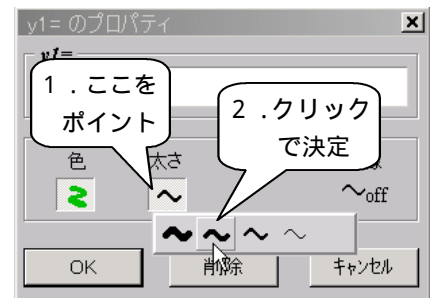 y1= のプロパティ
y1=
1．ここを
ポイント
2．クリック
で決定
色
太さ
線
off
OK
削除
キャンセル